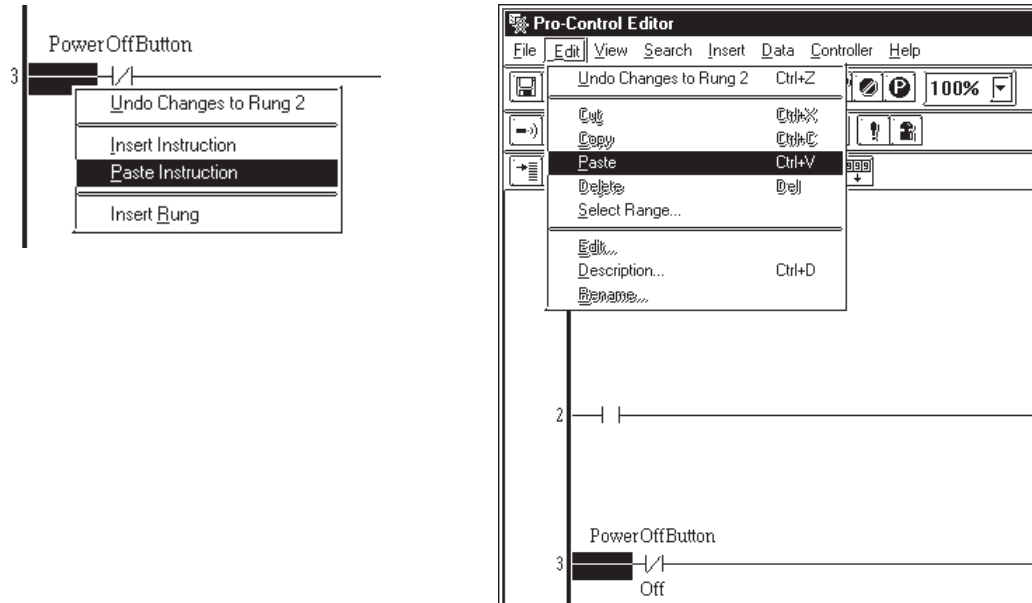 PowerOffButton
3
Undo Changes to Rung 2
Insert Instruction
Paste Instruction
Insert Rung
Pro-Control Editor
File Edit View Search Insert Data Controller Help
100%
Undo Changes to Rung 2 Ctrl+Z
Cut Ctrl+X
Copy Ctrl+C
Paste Ctrl+V
Delete Del
Select Range...
Edit...
Description... Ctrl+D
Rename...
2
PowerOffButton
3
Off